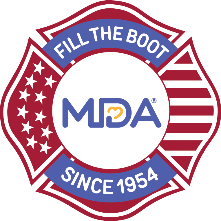 FILL THE BOOT
MDA®
SINCE 1954